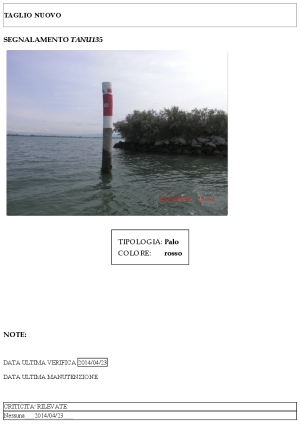 TAGLIO NUOVO
SEGNALAMENTO TANU135
TIPOLOGIA: Palo
COLORE: rosso
NOTE:
DATA ULTIMA VERIFICA 2014/04/23
DATA ULTIMA MANUTENZIONE
CRITICITA' RILEVATE
Nessuna 2014/04/23